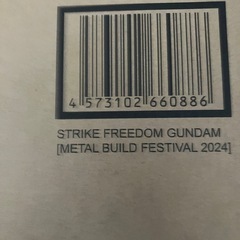 4 573102 660886
STRIKE FREEDOM GUNDAM
[METAL BUILD FESTIVAL 2024]